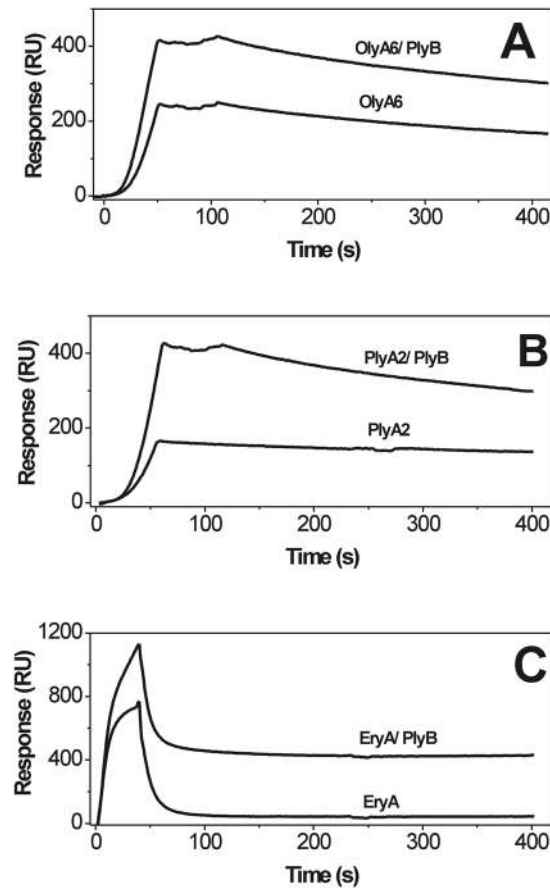 A
Response (RU)
400
200
0
OlyA6/ PlyB
OlyA6
0 100 200 300 400
Time (s)
B
Response (RU)
400
200
0
PlyA2/ PlyB
PlyA2
0 100 200 300 400
Time (s)
C
Response (RU)
1200
800
400
0
EryA/ PlyB
EryA
0 100 200 300 400
Time (s)